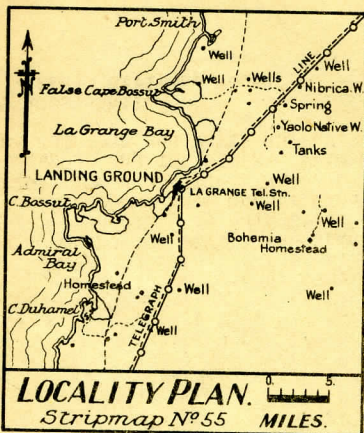 Port Smith
Well
Well
Wells
LINE
Well
False Cape Bossut
Nibrica W.
Spring
La Grange Bay
Yaolo Native W.
Tanks
LANDING GROUND
Well
LA GRANGE Tel. Stn.
C. Bossut
Well
Well
Well
Bohemia
Homestead
Admiral
Bay
Homestead
Well
Well
C. Duhamel
TELEGRAPH
Well
LOCALITY PLAN.
0. 5.
Stripmap No 55
MILES.